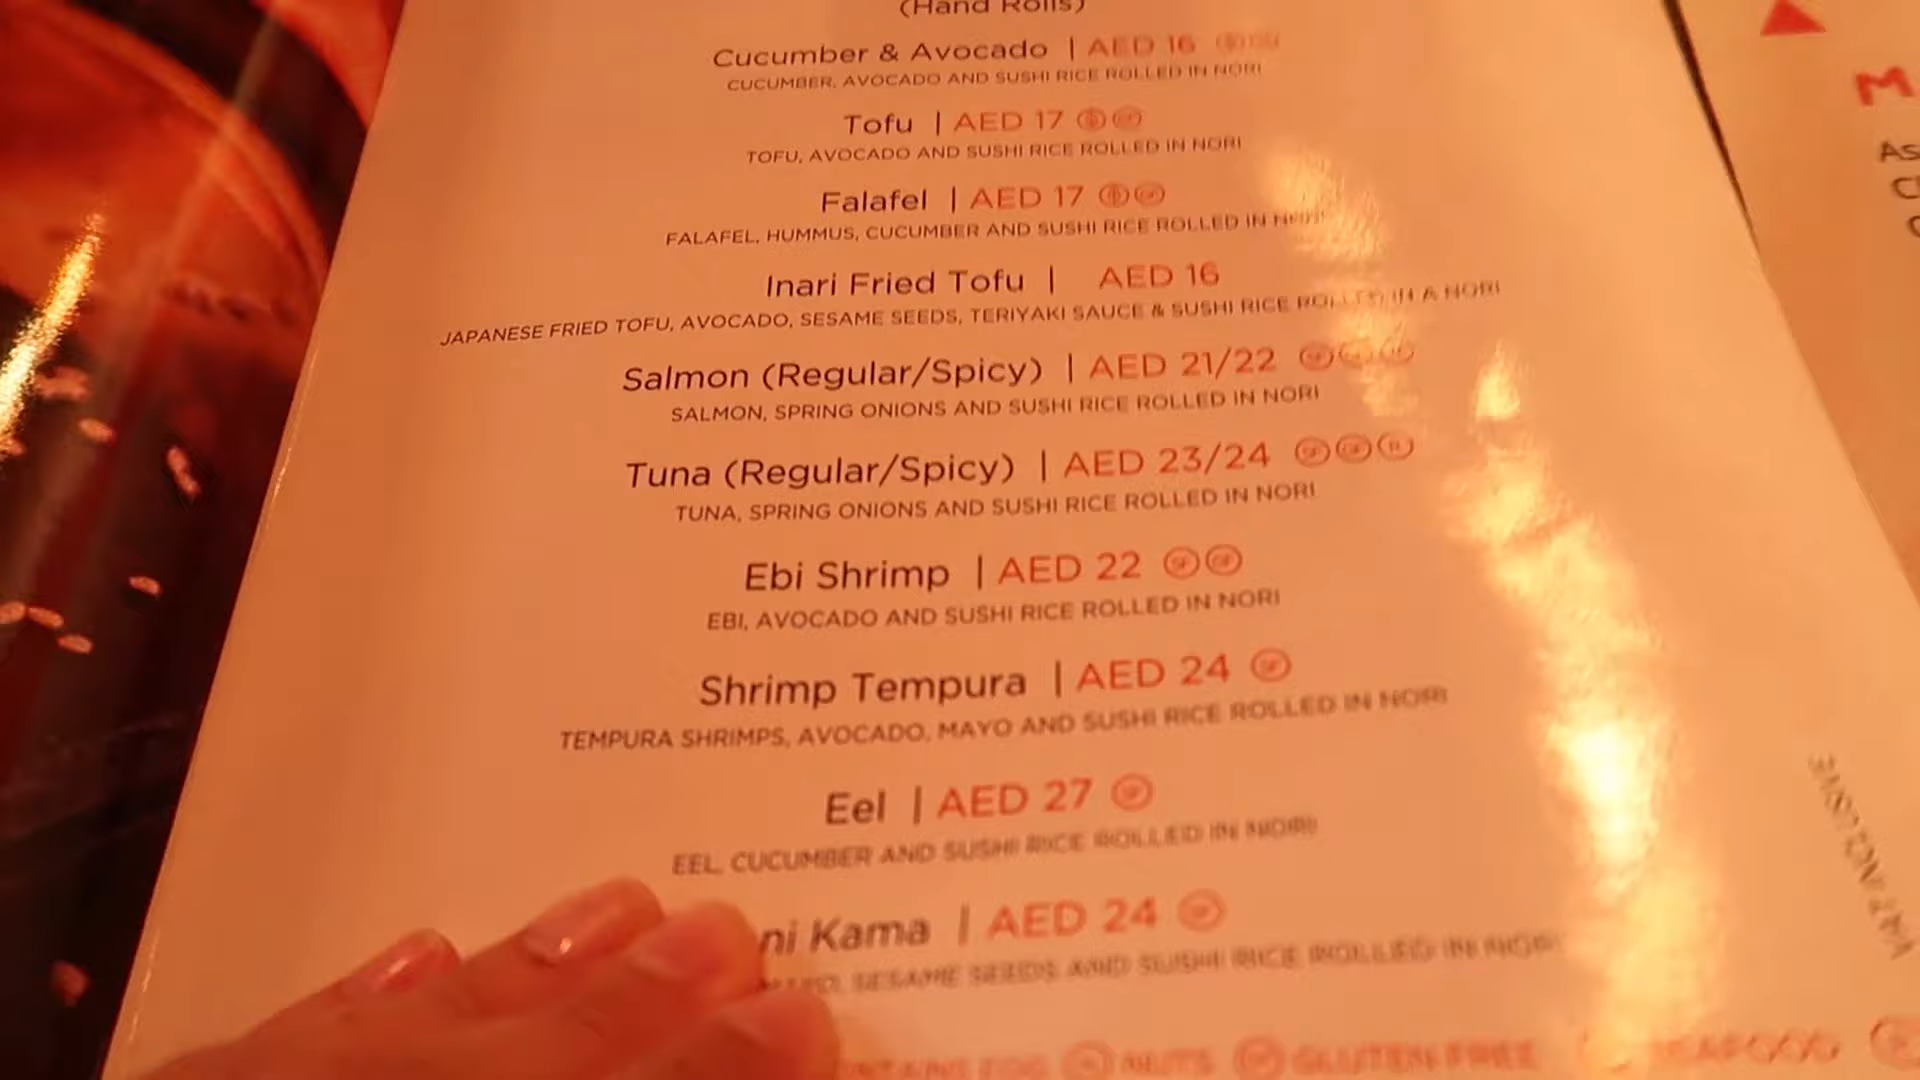 (Hand Rolls)
Cucumber & Avocado | AED 16
CUCUMBER, AVOCADO AND SUSHI RICE ROLLED IN NORI
Tofu | AED 17
TOFU, AVOCADO AND SUSHI RICE ROLLED IN NORI
Falafel | AED 17
FALAFEL, HUMMUS, CUCUMBER AND SUSHI RICE ROLLED IN NORI
Inari Fried Tofu | AED 16
JAPANESE FRIED TOFU, AVOCADO, SESAME SEEDS, TERIYAKI SAUCE & SUSHI RICE ROLLED IN A NORI
Salmon (Regular/Spicy) | AED 21/22
SALMON, SPRING ONIONS AND SUSHI RICE ROLLED IN NORI
Tuna (Regular/Spicy) | AED 23/24
TUNA, SPRING ONIONS AND SUSHI RICE ROLLED IN NORI
Ebi Shrimp | AED 22
EBI, AVOCADO AND SUSHI RICE ROLLED IN NORI
Shrimp Tempura | AED 24
TEMPURA SHRIMPS, AVOCADO, MAYO AND SUSHI RICE ROLLED IN NORI
Eel | AED 27
EEL, CUCUMBER AND SUSHI RICE ROLLED IN NORI
Kama | AED 24
SESAME SEEDS AND SUSHI RICE ROLLED IN NORI
NUTS GLUTEN FREE